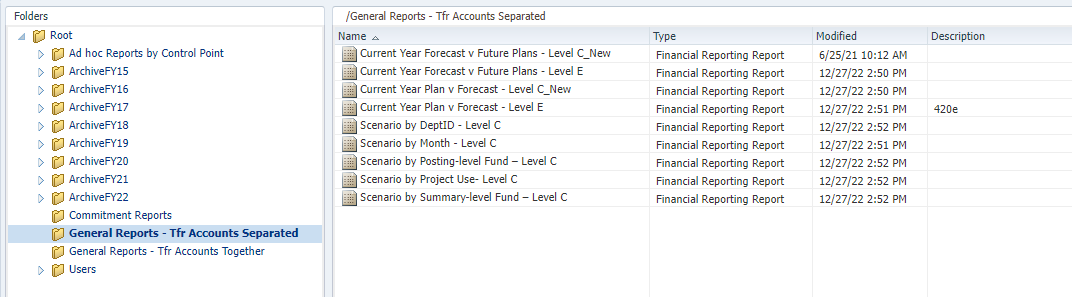 Folders
Root
Ad hoc Reports by Control Point
ArchiveFY15
ArchiveFY16
ArchiveFY17
ArchiveFY18
ArchiveFY19
ArchiveFY20
ArchiveFY21
ArchiveFY22
Commitment Reports
General Reports - Tfr Accounts Separated
General Reports - Tfr Accounts Together
Users
/General Reports - Tfr Accounts Separated
Name Type Modified Description
Current Year Forecast v Future Plans - Level C_New Financial Reporting Report 6/25/21 10:12 AM
Current Year Forecast v Future Plans - Level E Financial Reporting Report 12/27/22 2:50 PM
Current Year Plan v Forecast - Level C_New Financial Reporting Report 12/27/22 2:50 PM
Current Year Plan v Forecast - Level E Financial Reporting Report 12/27/22 2:51 PM 420e
Scenario by DeptID - Level C Financial Reporting Report 12/27/22 2:52 PM
Scenario by Month - Level C Financial Reporting Report 12/27/22 2:51 PM
Scenario by Posting-level Fund – Level C Financial Reporting Report 12/27/22 2:52 PM
Scenario by Project Use- Level C Financial Reporting Report 12/27/22 2:52 PM
Scenario by Summary-level Fund – Level C Financial Reporting Report 12/27/22 2:52 PM